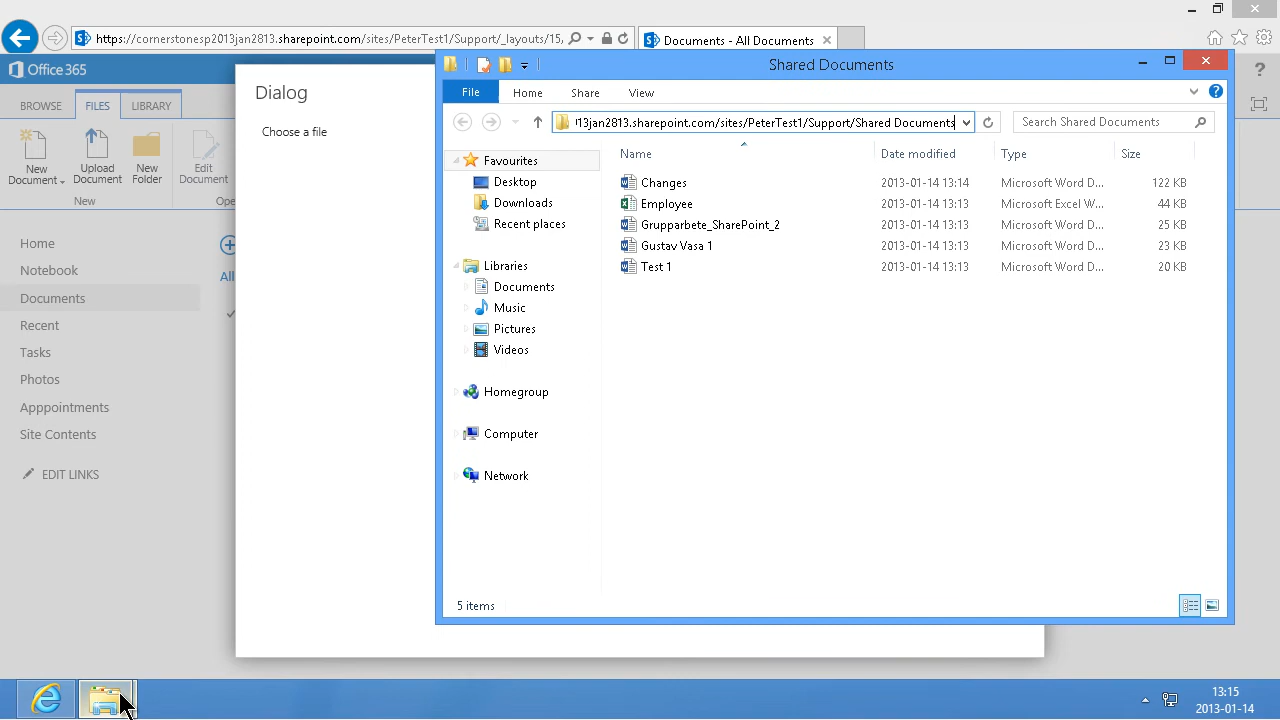 https://cornerstonesp2013jan2813.sharepoint.com/sites/PeterTest1/Support/_layouts/15,
Documents - All Documents
Office 365
BROWSE FILES LIBRARY
New Document
Upload Document
New Folder
Edit Document
New
Home
Notebook
Documents
Recent
Tasks
Photos
Apppointments
Site Contents
EDIT LINKS
All
Dialog
Choose a file
Shared Documents
File Home Share View
13jan2813.sharepoint.com/sites/PeterTest1/Support/Shared Documents
Search Shared Documents
Favourites
Desktop
Downloads
Recent places
Libraries
Documents
Music
Pictures
Videos
Homegroup
Computer
Network
Name Date modified Type Size
Changes 2013-01-14 13:14 Microsoft Word D... 122 KB
Employee 2013-01-14 13:13 Microsoft Excel W... 44 KB
Grupparbete_SharePoint_2 2013-01-14 13:13 Microsoft Word D... 25 KB
Gustav Vasa 1 2013-01-14 13:13 Microsoft Word D... 23 KB
Test 1 2013-01-14 13:13 Microsoft Word D... 20 KB
5 items
13:15
2013-01-14